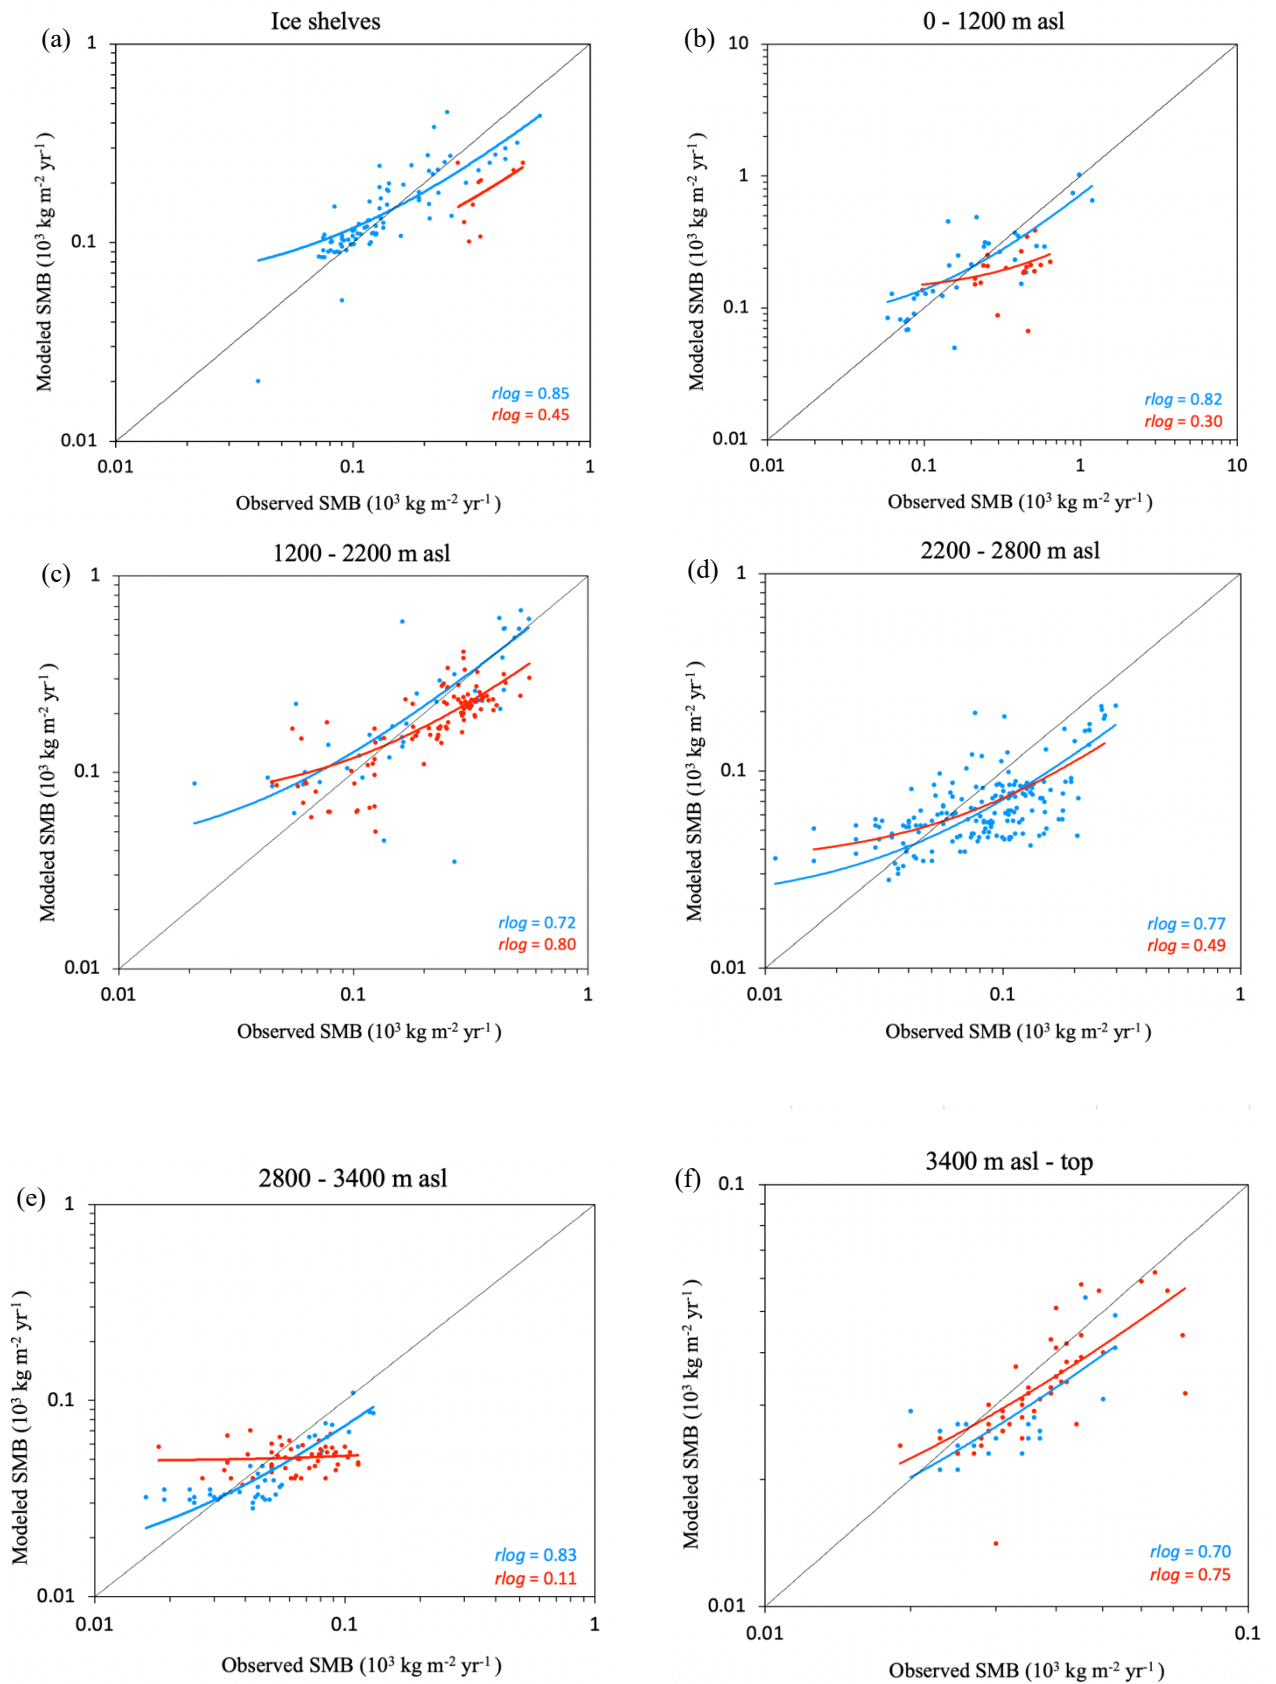 Ice shelves
(a)
1
0.1
0.01
Modeled SMB (10³ kg m⁻² yr⁻¹ )
rlog = 0.85
rlog = 0.45
0.01 0.1 1
Observed SMB (10³ kg m⁻² yr⁻¹ )
0 - 1200 m asl
(b)
10
1
0.1
0.01
Modeled SMB (10³ kg m⁻² yr⁻¹ )
rlog = 0.82
rlog = 0.30
0.01 0.1 1 10
Observed SMB (10³ kg m⁻² yr⁻¹ )
1200 - 2200 m asl
(c)
1
0.1
0.01
Modeled SMB (10³ kg m⁻² yr⁻¹ )
rlog = 0.72
rlog = 0.80
0.01 0.1 1
Observed SMB (10³ kg m⁻² yr⁻¹ )
2200 - 2800 m asl
(d)
1
0.1
0.01
Modeled SMB (10³ kg m⁻² yr⁻¹ )
rlog = 0.77
rlog = 0.49
0.01 0.1 1
Observed SMB (10³ kg m⁻² yr⁻¹ )
2800 - 3400 m asl
(e)
1
0.1
0.01
Modeled SMB (10³ kg m⁻² yr⁻¹ )
rlog = 0.83
rlog = 0.11
0.01 0.1 1
Observed SMB (10³ kg m⁻² yr⁻¹ )
3400 m asl - top
(f)
0.1
0.01
Modeled SMB (10³ kg m⁻² yr⁻¹ )
rlog = 0.70
rlog = 0.75
0.01 0.1
Observed SMB (10³ kg m⁻² yr⁻¹ )